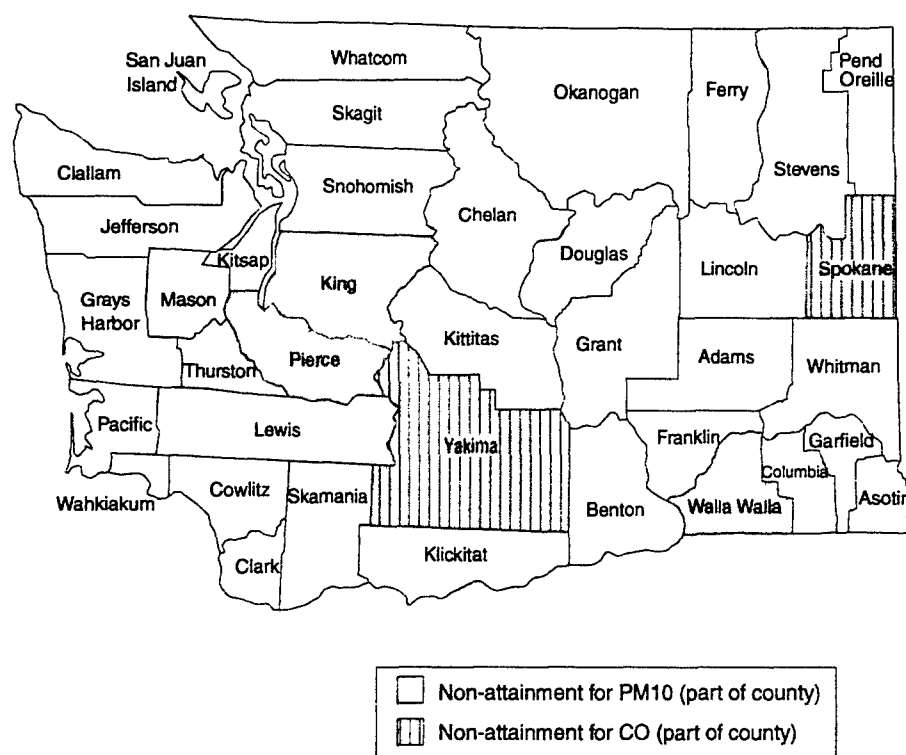 San Juan
Island
Whatcom
Skagit
Okanogan
Ferry
Pend
Oreille
Stevens
Clallam
Snohomish
Chelan
Jefferson
Kitsap
Douglas
Lincoln
Spokane
King
Grays
Harbor
Mason
Kittitas
Grant
Adams
Whitman
Thurston
Pierce
Pacific
Lewis
Yakima
Franklin
Garfield
Columbia
Wahkiakum
Cowlitz
Skamania
Benton
Walla Walla
Asotin
Clark
Klickitat
Non-attainment for PM10 (part of county)
Non-attainment for CO (part of county)